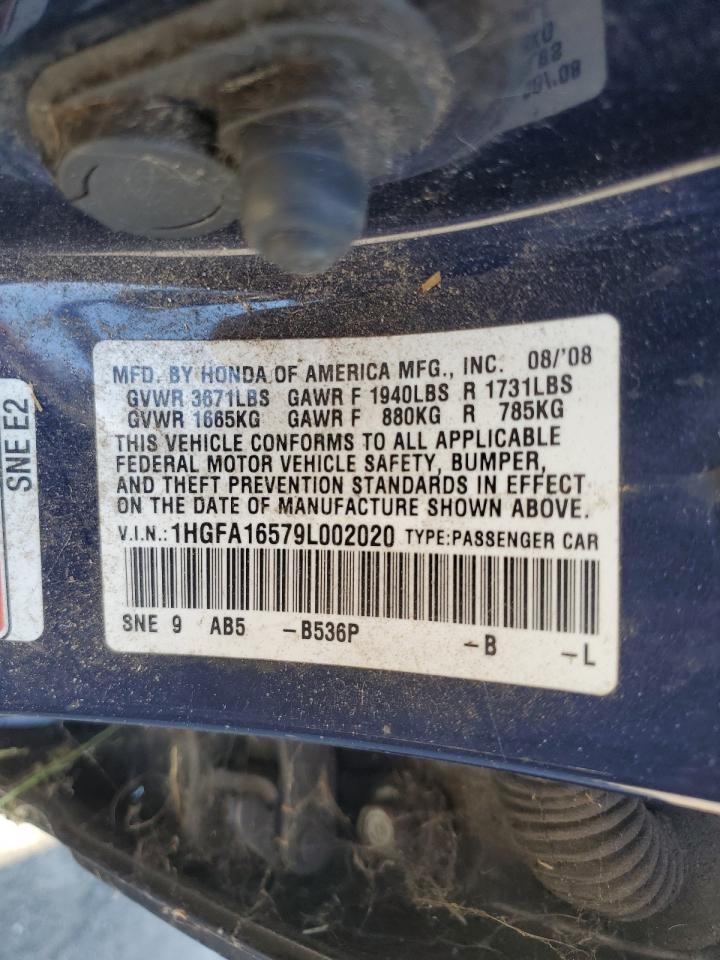 MFD. BY HONDA OF AMERICA MFG., INC. 08/'08
GVWR 3671LBS GAWR F 1940LBS R 1731LBS
GVWR 1665KG GAWR F 880KG R 785KG
THIS VEHICLE CONFORMS TO ALL APPLICABLE
FEDERAL MOTOR VEHICLE SAFETY, BUMPER,
AND THEFT PREVENTION STANDARDS IN EFFECT
ON THE DATE OF MANUFACTURE SHOWN ABOVE.
V.I.N.: 1HGFA16579L002020 TYPE:PASSENGER CAR
SNE 9 AB5 -B536P -B -L
SNE E2